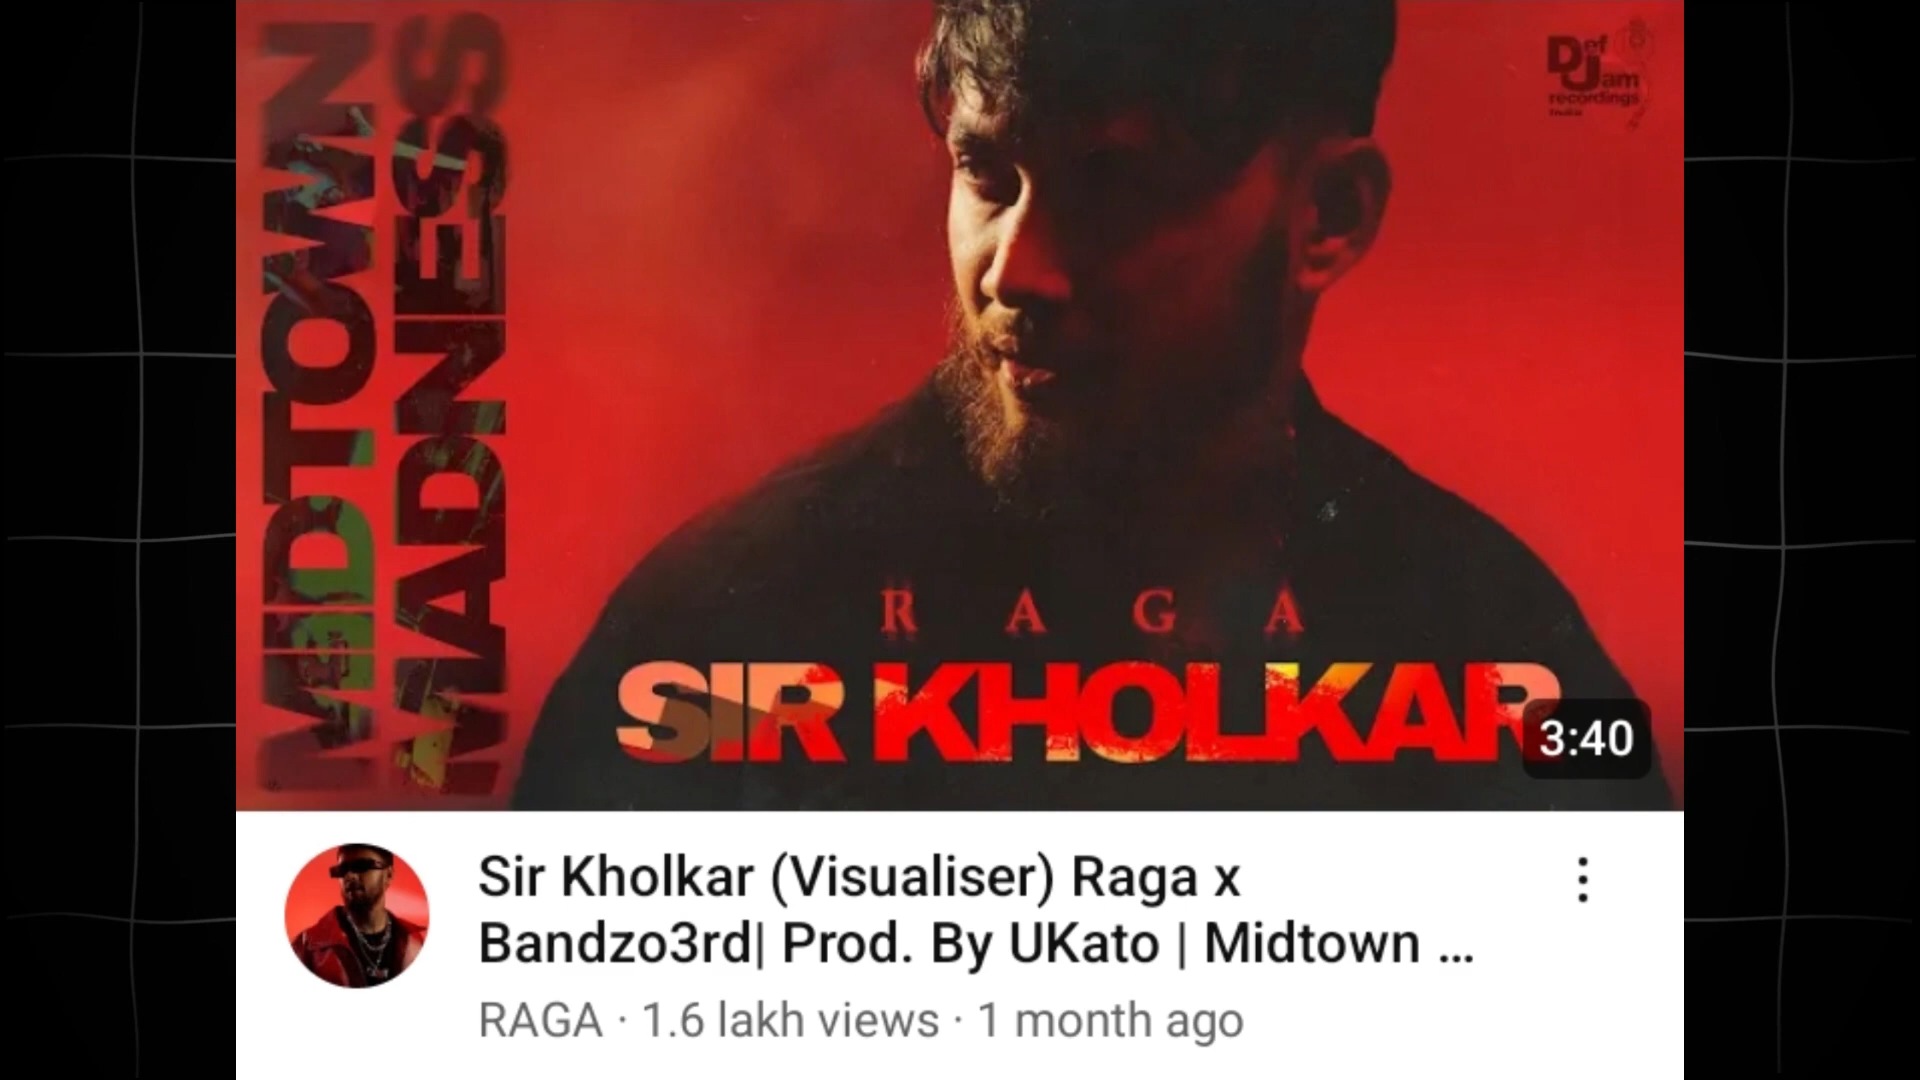 MIDTOWN
MADNESS
Def
Jam
recordings
India
RAGA
SIR KHOLKAR
3:40
Sir Kholkar (Visualiser) Raga x
Bandzo3rd| Prod. By UKato | Midtown ...
RAGA · 1.6 lakh views · 1 month ago